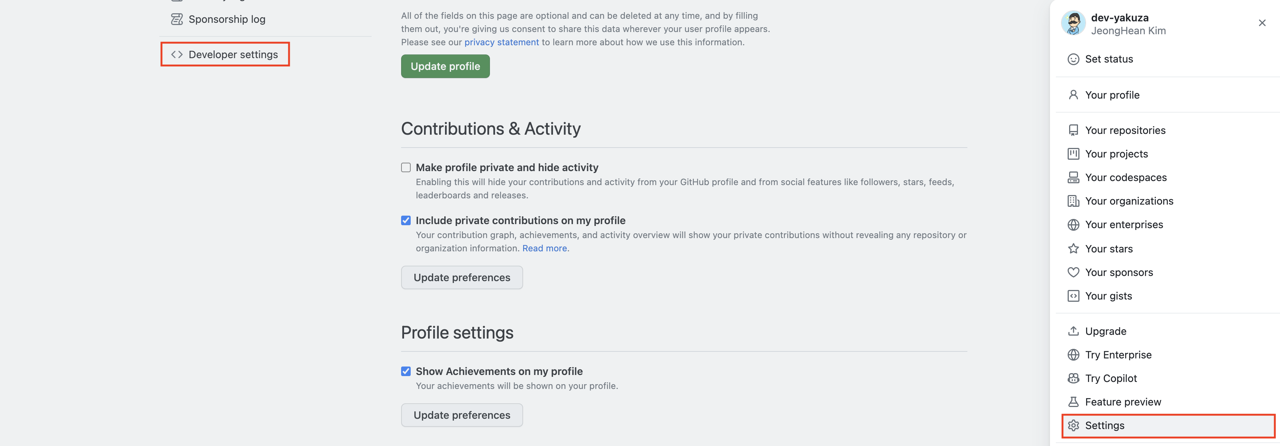 Sponsorship log
Developer settings
All of the fields on this page are optional and can be deleted at any time, and by filling
them out, you're giving us consent to share this data wherever your user profile appears.
Please see our privacy statement to learn more about how we use this information.
Update profile
Contributions & Activity
Make profile private and hide activity
Enabling this will hide your contributions and activity from your GitHub profile and from social features like followers, stars, feeds,
leaderboards and releases.
Include private contributions on my profile
Your contribution graph, achievements, and activity overview will show your private contributions without revealing any repository or
organization information. Read more.
Update preferences
Profile settings
Show Achievements on my profile
Your achievements will be shown on your profile.
Update preferences
dev-yakuza
JeongHean Kim
Set status
Your profile
Your repositories
Your projects
Your codespaces
Your organizations
Your enterprises
Your stars
Your sponsors
Your gists
Upgrade
Try Enterprise
Try Copilot
Feature preview
Settings